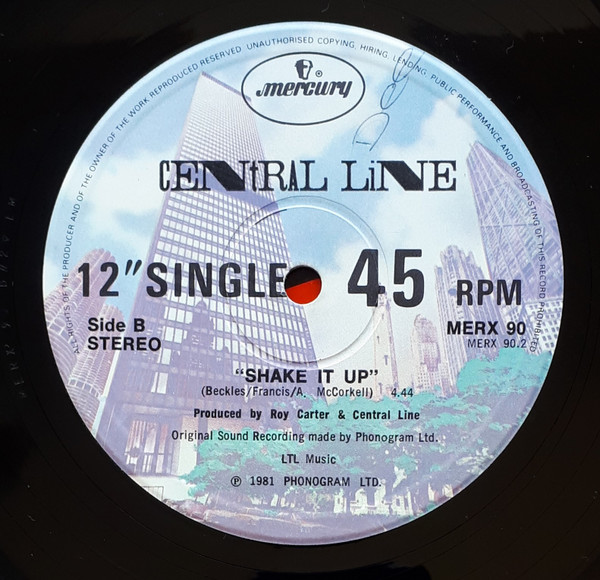 ALL RIGHTS OF THE PRODUCER AND OF THE OWNER OF THE WORK REPRODUCED RESERVED. UNAUTHORISED COPYING, HIRING, LENDING, PUBLIC PERFORMANCE AND BROADCASTING OF THIS RECORD PROHIBITED
mercury®
CENtRAL LiNE
12" SINGLE 45 RPM
Side B
STEREO
MERX 90
MERX 90.2
"SHAKE IT UP"
(Beckles/Francis/A. McCorkell) 4.44
Produced by Roy Carter & Central Line
Original Sound Recording made by Phonogram Ltd.
LTL Music
℗ 1981 PHONOGRAM LTD.